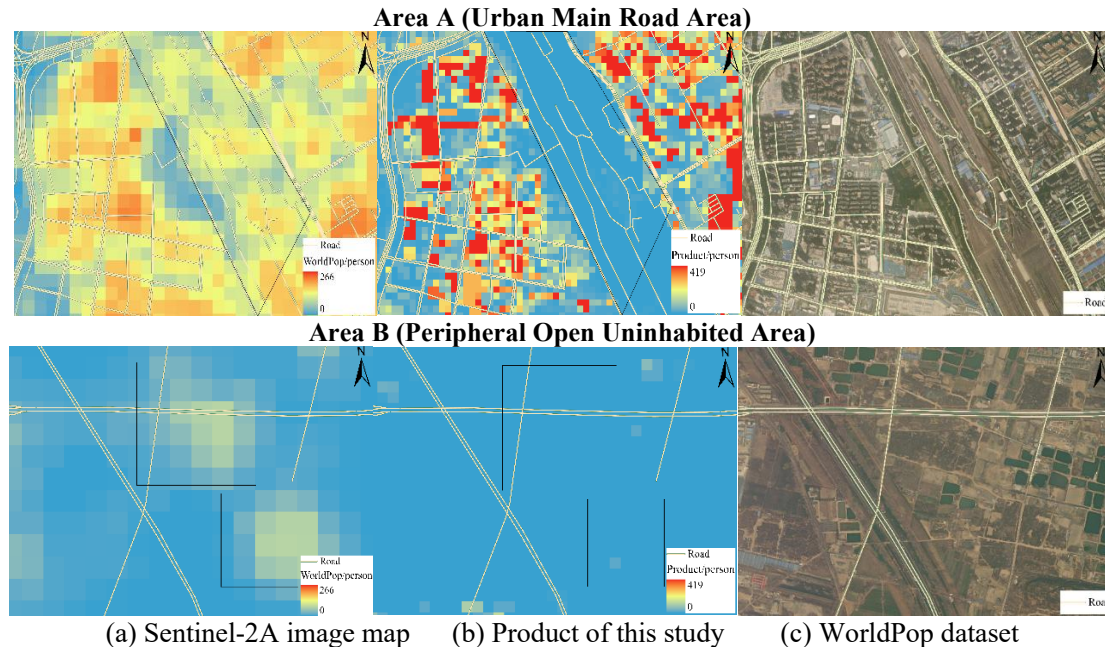 Area A (Urban Main Road Area)
N
Road
WorldPop/person
266
0
N
Road
Product/person
419
0
N
Road
Area B (Peripheral Open Uninhabited Area)
N
Road
WorldPop/person
266
0
N
Road
Product/person
419
0
N
Roa
(a) Sentinel-2A image map (b) Product of this study (c) WorldPop dataset